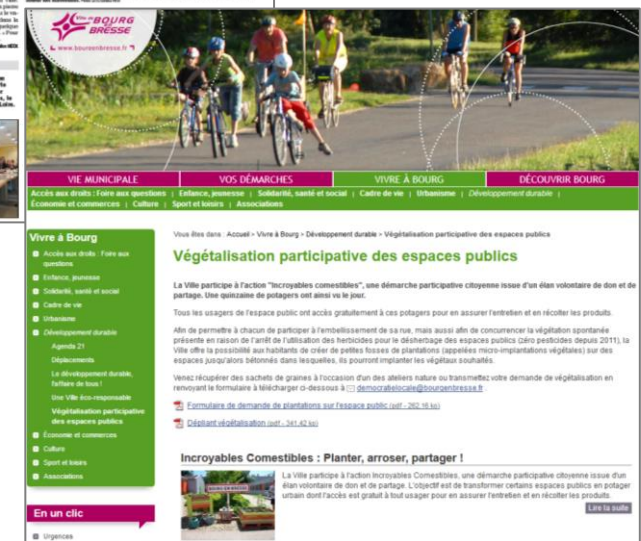 Ville de BOURG
EN BRESSE
www.bourgenbresse.fr
VIE MUNICIPALE
VOS DÉMARCHES
VIVRE À BOURG
DÉCOUVRIR BOURG
Accès aux droits : Foire aux questions | Enfance, jeunesse | Solidarité, santé et social | Cadre de vie | Urbanisme | Développement durable |
Économie et commerces | Culture | Sport et loisirs | Associations
Vivre à Bourg
Accès aux droits : Foire aux
questions
Enfance, jeunesse
Solidarité, santé et social
Cadre de vie
Urbanisme
Développement durable
Agenda 21
Déplacements
Le développement durable,
l'affaire de tous !
Une Ville éco-responsable
Végétalisation participative
des espaces publics
Économie et commerces
Culture
Sport et loisirs
Associations
En un clic
Urgences
Vous êtes dans : Accueil > Vivre à Bourg > Développement durable > Végétalisation participative des espaces publics
Végétalisation participative des espaces publics
La Ville participe à l'action "Incroyables comestibles", une démarche participative citoyenne issue d'un élan volontaire de don et de
partage. Une quinzaine de potagers ont ainsi vu le jour.
Tous les usagers de l'espace public ont accès gratuitement à ces potagers pour en assurer l'entretien et en récolter les produits.
Afin de permettre à chacun de participer à l'embellissement de sa rue, mais aussi afin de concurrencer la végétation spontanée
présente en raison de l'arrêt de l'utilisation des herbicides pour le désherbage des espaces publics (zéro pesticides depuis 2011), la
Ville offre la possibilité aux habitants de créer de petites fosses de plantations (appelées micro-implantations végétales) sur des
espaces jusqu'alors bétonnés dans lesquelles, ils pourront implanter les végétaux souhaités.
Venez récupérer des sachets de graines à l'occasion d'un des ateliers nature ou transmettez votre demande de végétalisation en
renvoyant le formulaire à télécharger ci-dessous à democratielocale@bourgenbresse.fr .
Formulaire de demande de plantations sur l'espace public (pdf - 262,16 ko)
Dépliant végétalisation (pdf - 341,42 ko)
Incroyables Comestibles : Planter, arroser, partager !
La Ville participe à l'action Incroyables Comestibles, une démarche participative citoyenne issue d'un
élan volontaire de don et de partage. L'objectif est de transformer certains espaces publics en potager
urbain dont l'accès est gratuit à tout usager pour en assurer l'entretien et en récolter les produits.
Lire la suite